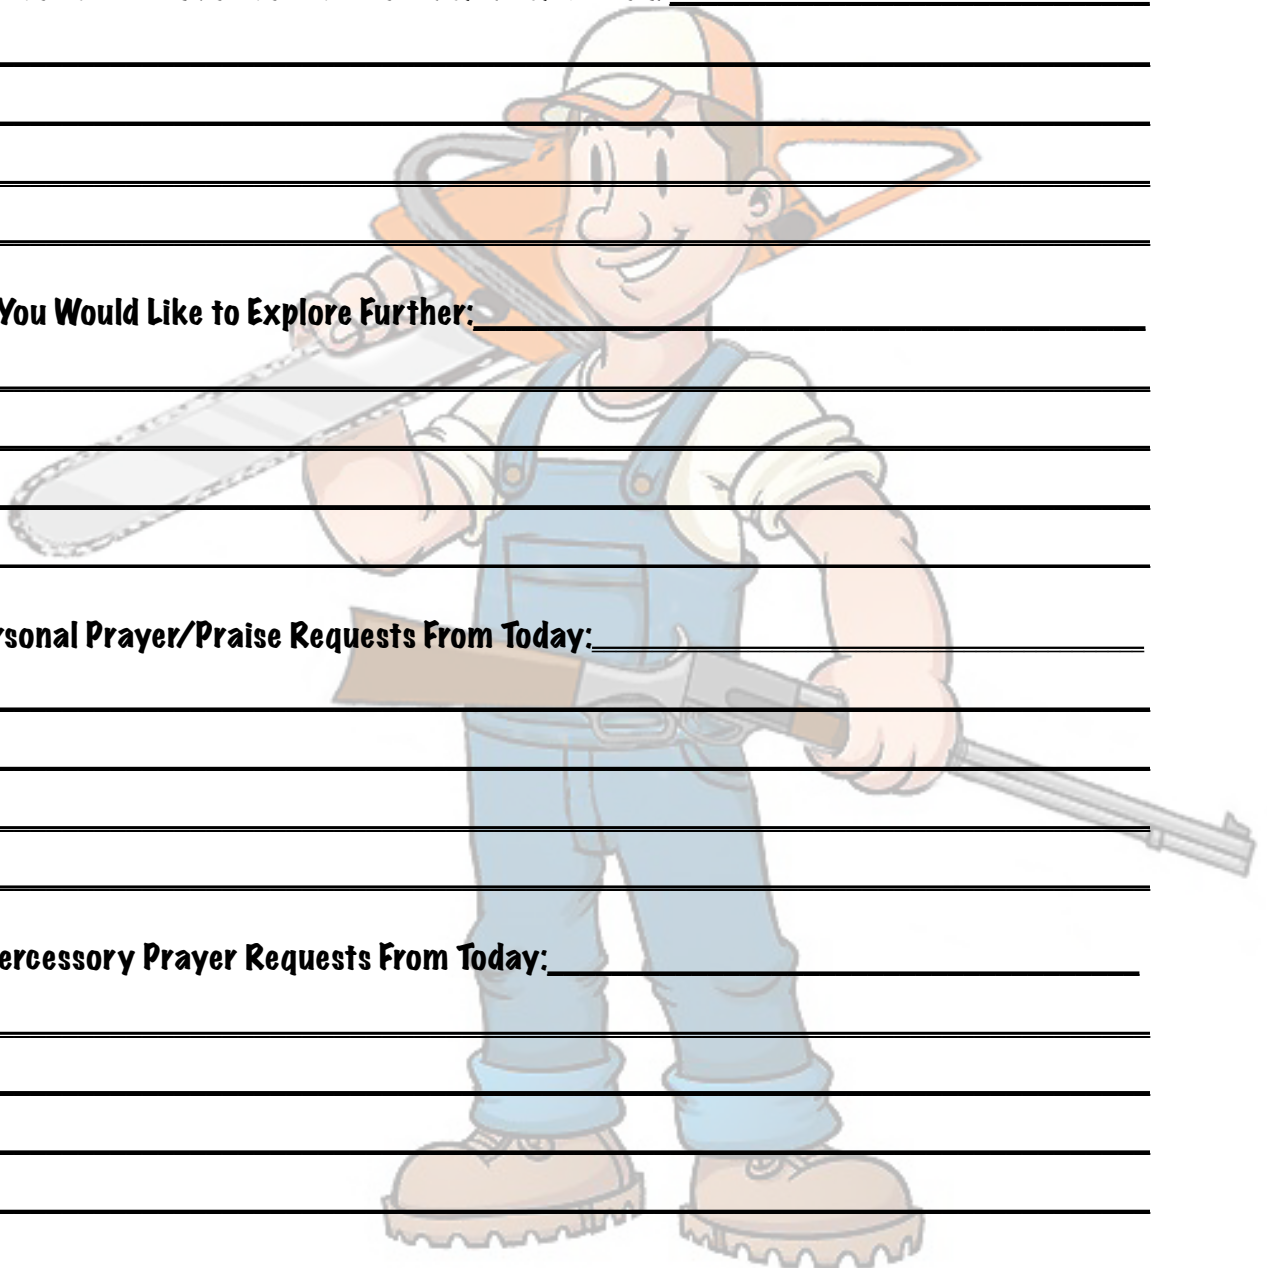 You Would Like to Explore Further:
rsonal Prayer/Praise Requests From Today:
ercessory Prayer Requests From Today: